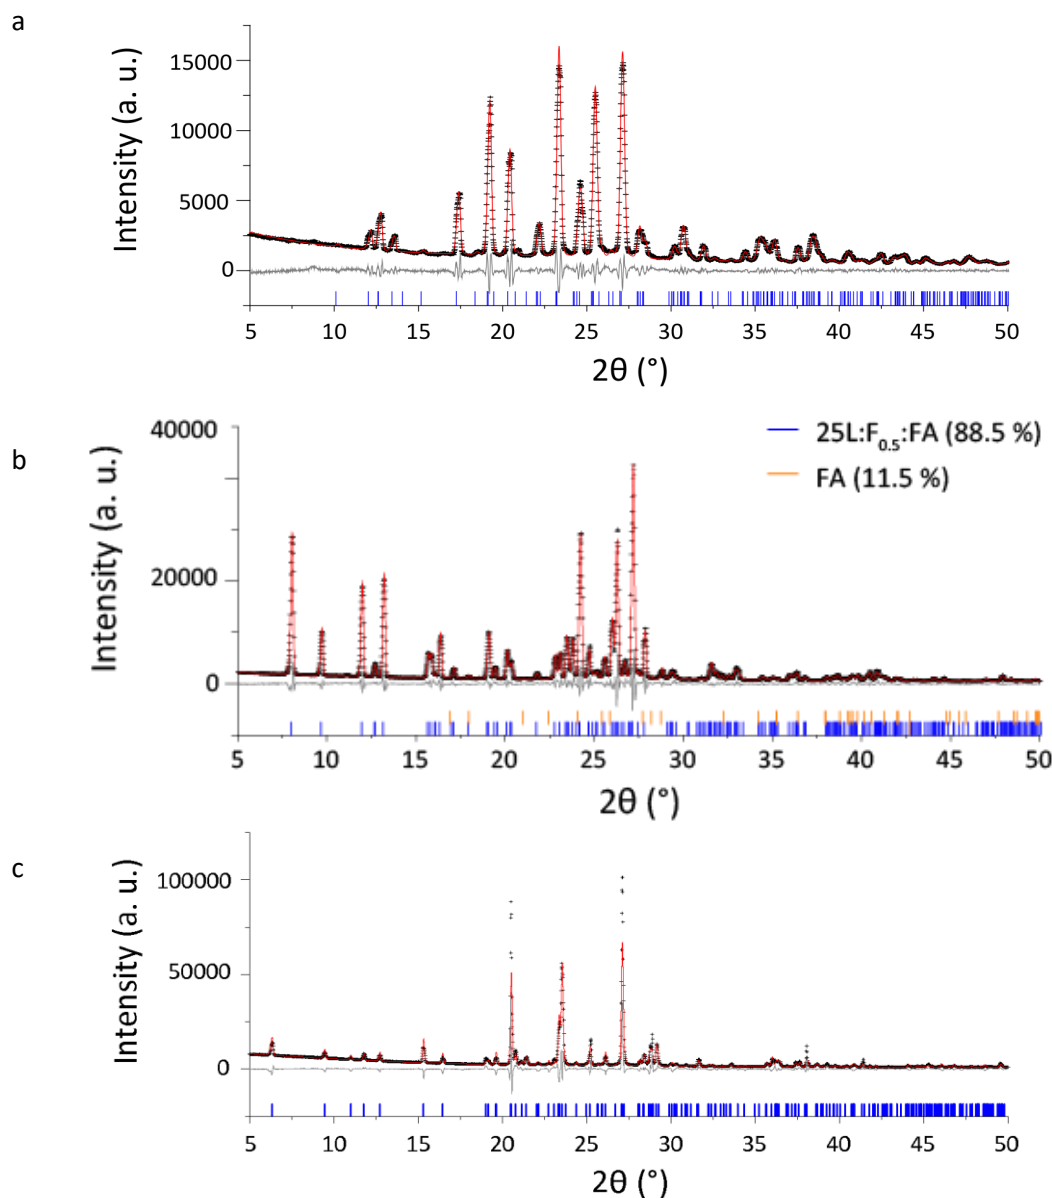 a
Intensity (a. u.)
15000
10000
5000
0
5 10 15 20 25 30 35 40 45 50
2θ (°)
b
Intensity (a. u.)
40000
20000
0
25L:F0.5:FA (88.5 %)
FA (11.5 %)
5 10 15 20 25 30 35 40 45 50
2θ (°)
c
Intensity (a. u.)
100000
50000
0
5 10 15 20 25 30 35 40 45 50
2θ (°)